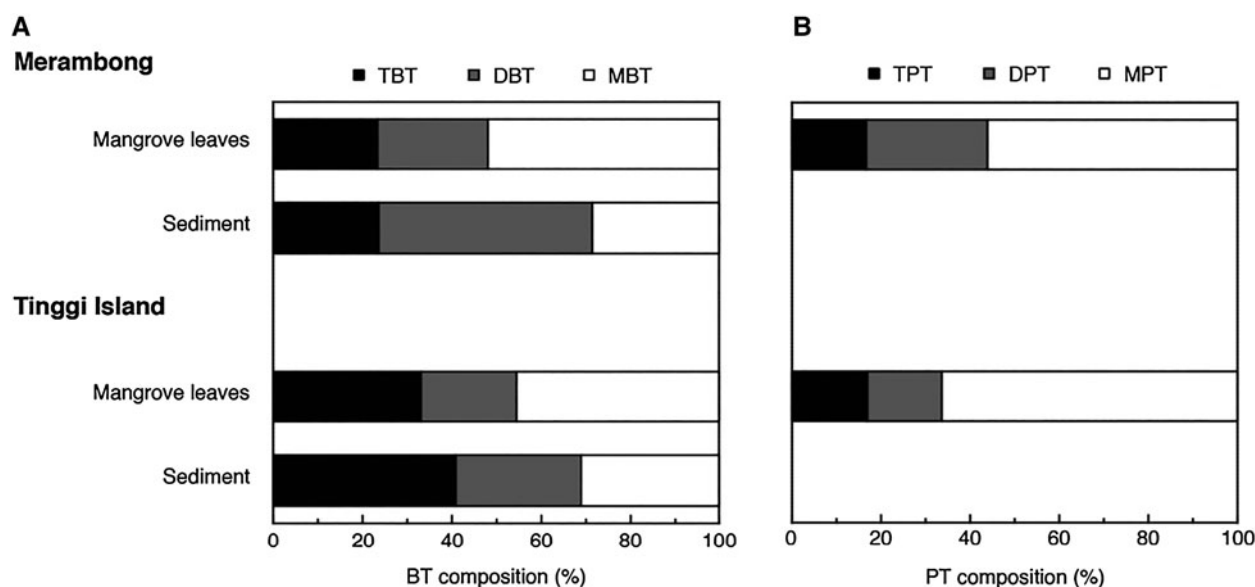 A
Merambong
TBT DBT MBT
Mangrove leaves
Sediment
Tinggi Island
Mangrove leaves
Sediment
0 20 40 60 80 100
BT composition (%)
B
TPT DPT MPT
0 20 40 60 80 100
PT composition (%)